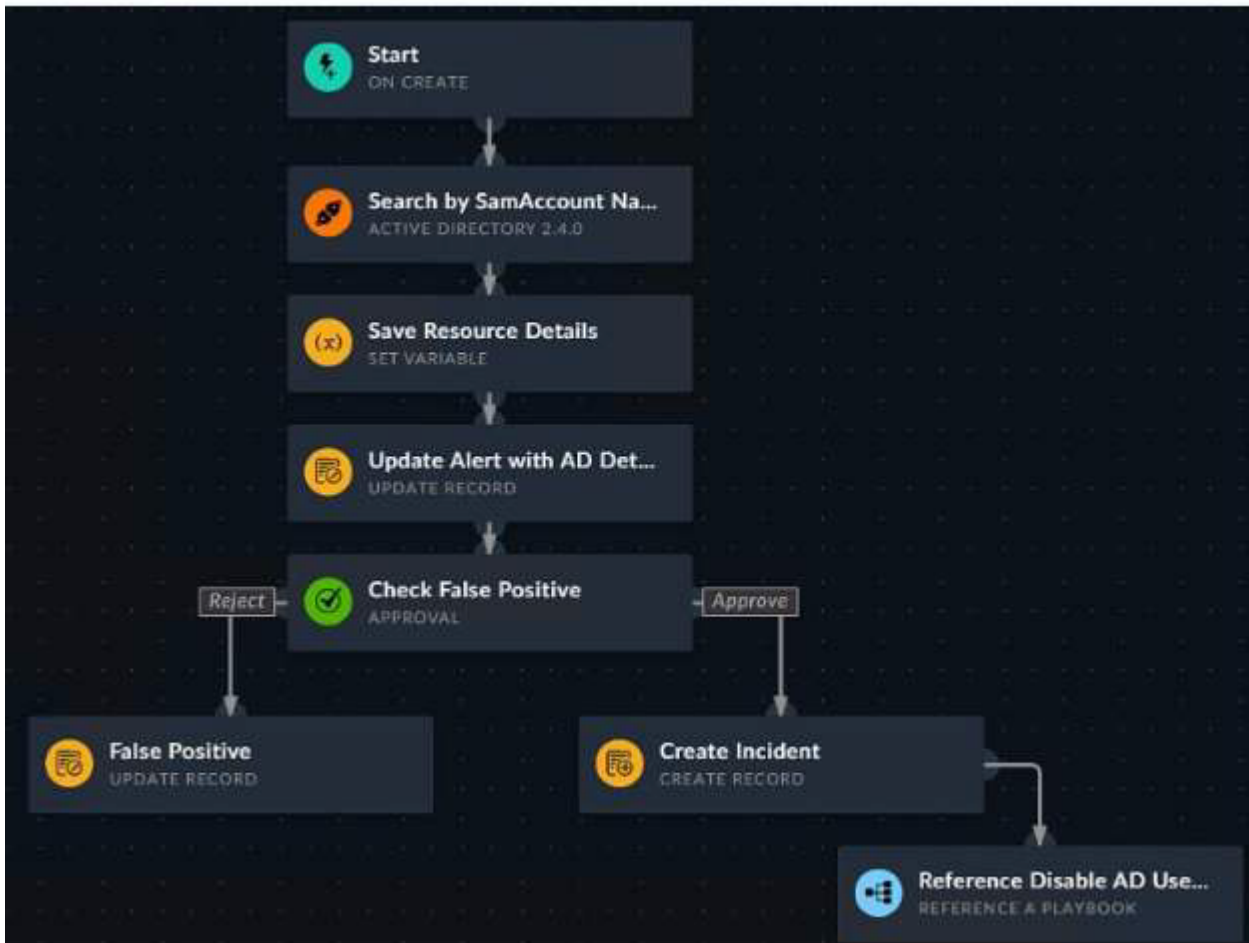 Start
ON CREATE
Search by SamAccount Na...
ACTIVE DIRECTORY 2.4.0
(x)
Save Resource Details
SET VARIABLE
Update Alert with AD Det...
UPDATE RECORD
Reject
Check False Positive
APPROVAL
Approve
False Positive
UPDATE RECORD
Create Incident
CREATE RECORD
Reference Disable AD Use...
REFERENCE A PLAYBOOK